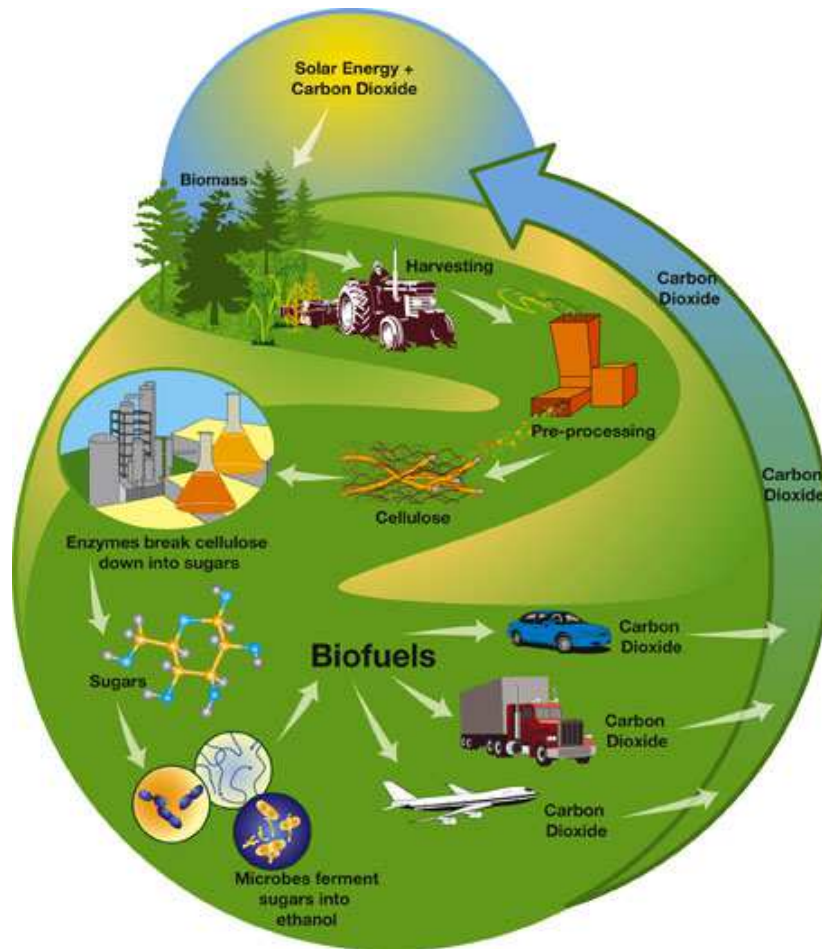 Solar Energy +
Carbon Dioxide
Biomass
Harvesting
Carbon
Dioxide
Pre-processing
Cellulose
Carbon
Dioxide
Enzymes break cellulose
down into sugars
Sugars
Biofuels
Carbon
Dioxide
Carbon
Dioxide
Carbon
Dioxide
Microbes ferment
sugars into
ethanol